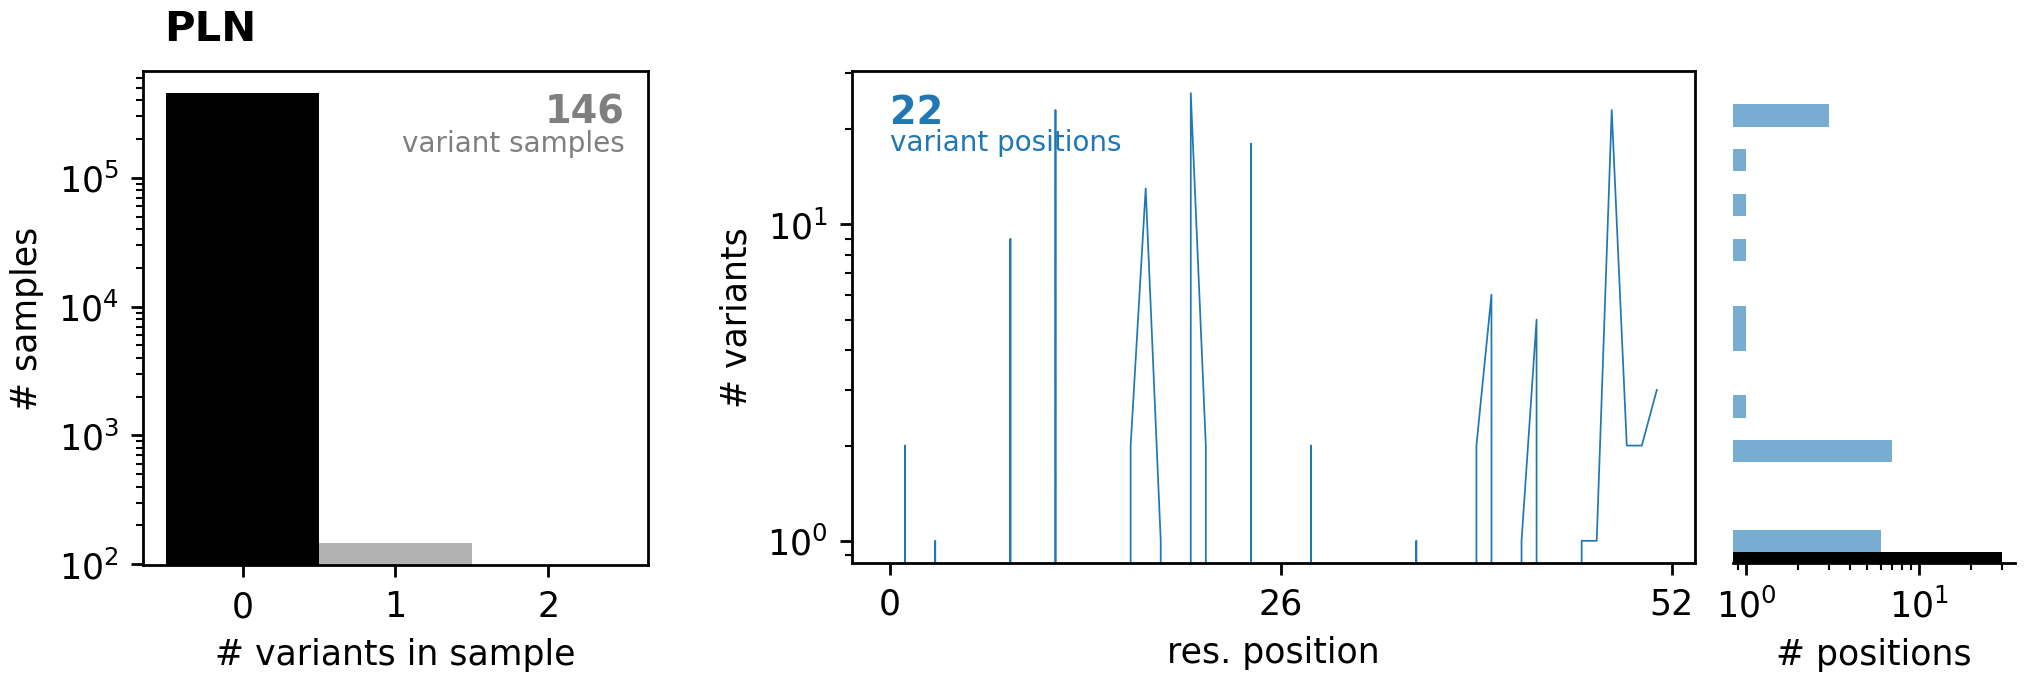 PLN
# samples
10^5
10^4
10^3
10^2
146
variant samples
0 1 2
# variants in sample
# variants
10^1
10^0
22
variant positions
0 26 52
res. position
10^0 10^1
# positions